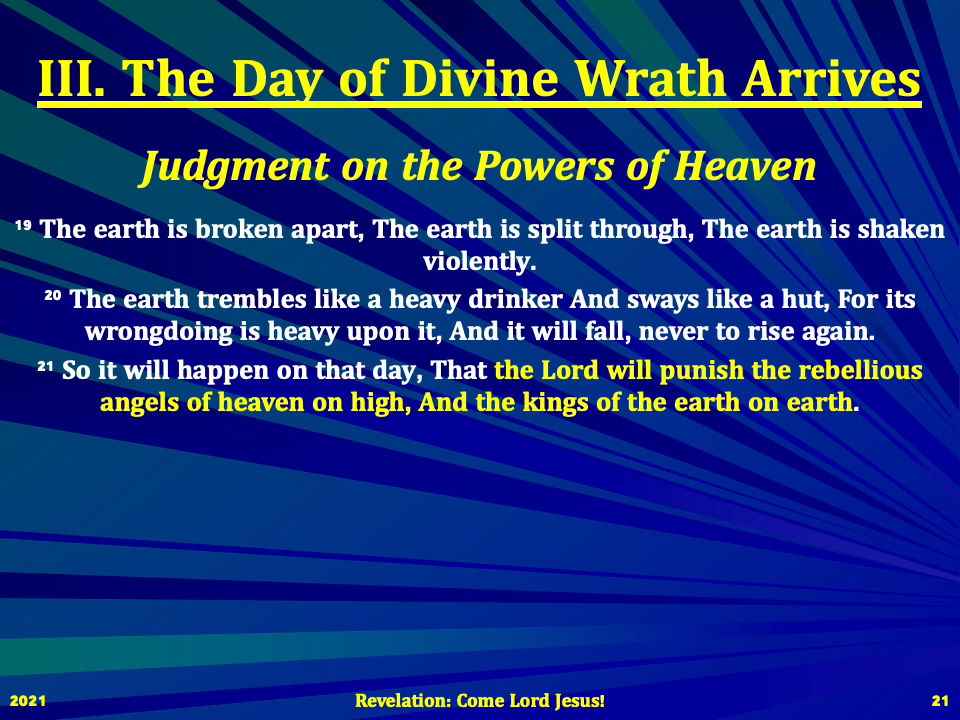 III. The Day of Divine Wrath Arrives
Judgment on the Powers of Heaven
19 The earth is broken apart, The earth is split through, The earth is shaken
violently.
20 The earth trembles like a heavy drinker And sways like a hut, For its
wrongdoing is heavy upon it, And it will fall, never to rise again.
21 So it will happen on that day, That the Lord will punish the rebellious
angels of heaven on high, And the kings of the earth on earth.
2021
Revelation: Come Lord Jesus!
21